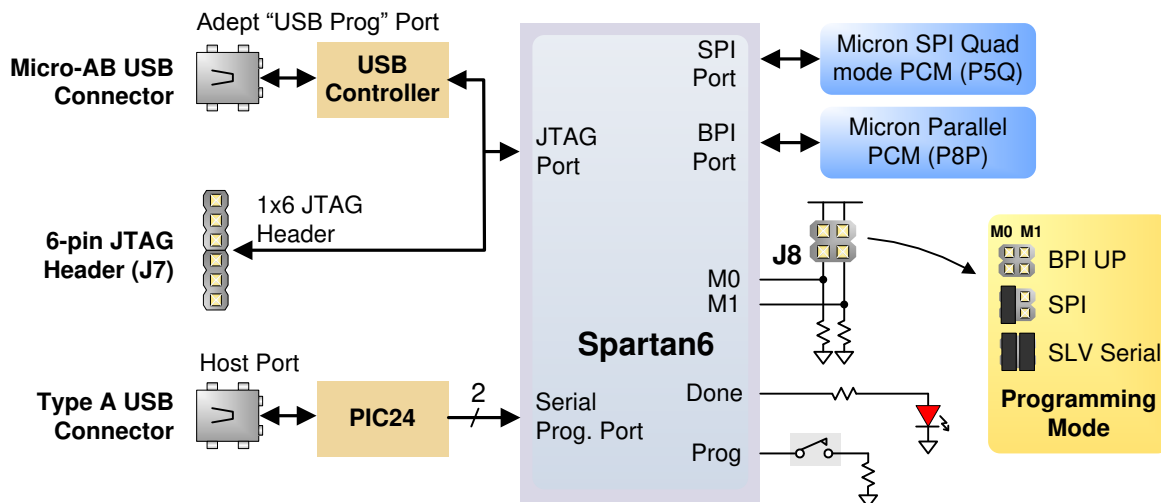 Adept “USB Prog” Port
Micro-AB USB
Connector
USB
Controller
1x6 JTAG
Header
6-pin JTAG
Header (J7)
Host Port
Type A USB
Connector
PIC24
2
JTAG
Port
Serial
Prog. Port
Spartan6
SPI
Port
BPI
Port
M0
M1
Done
Prog
Micron SPI Quad
mode PCM (P5Q)
Micron Parallel
PCM (P8P)
J8
M0 M1
BPI UP
SPI
SLV Serial
Programming
Mode